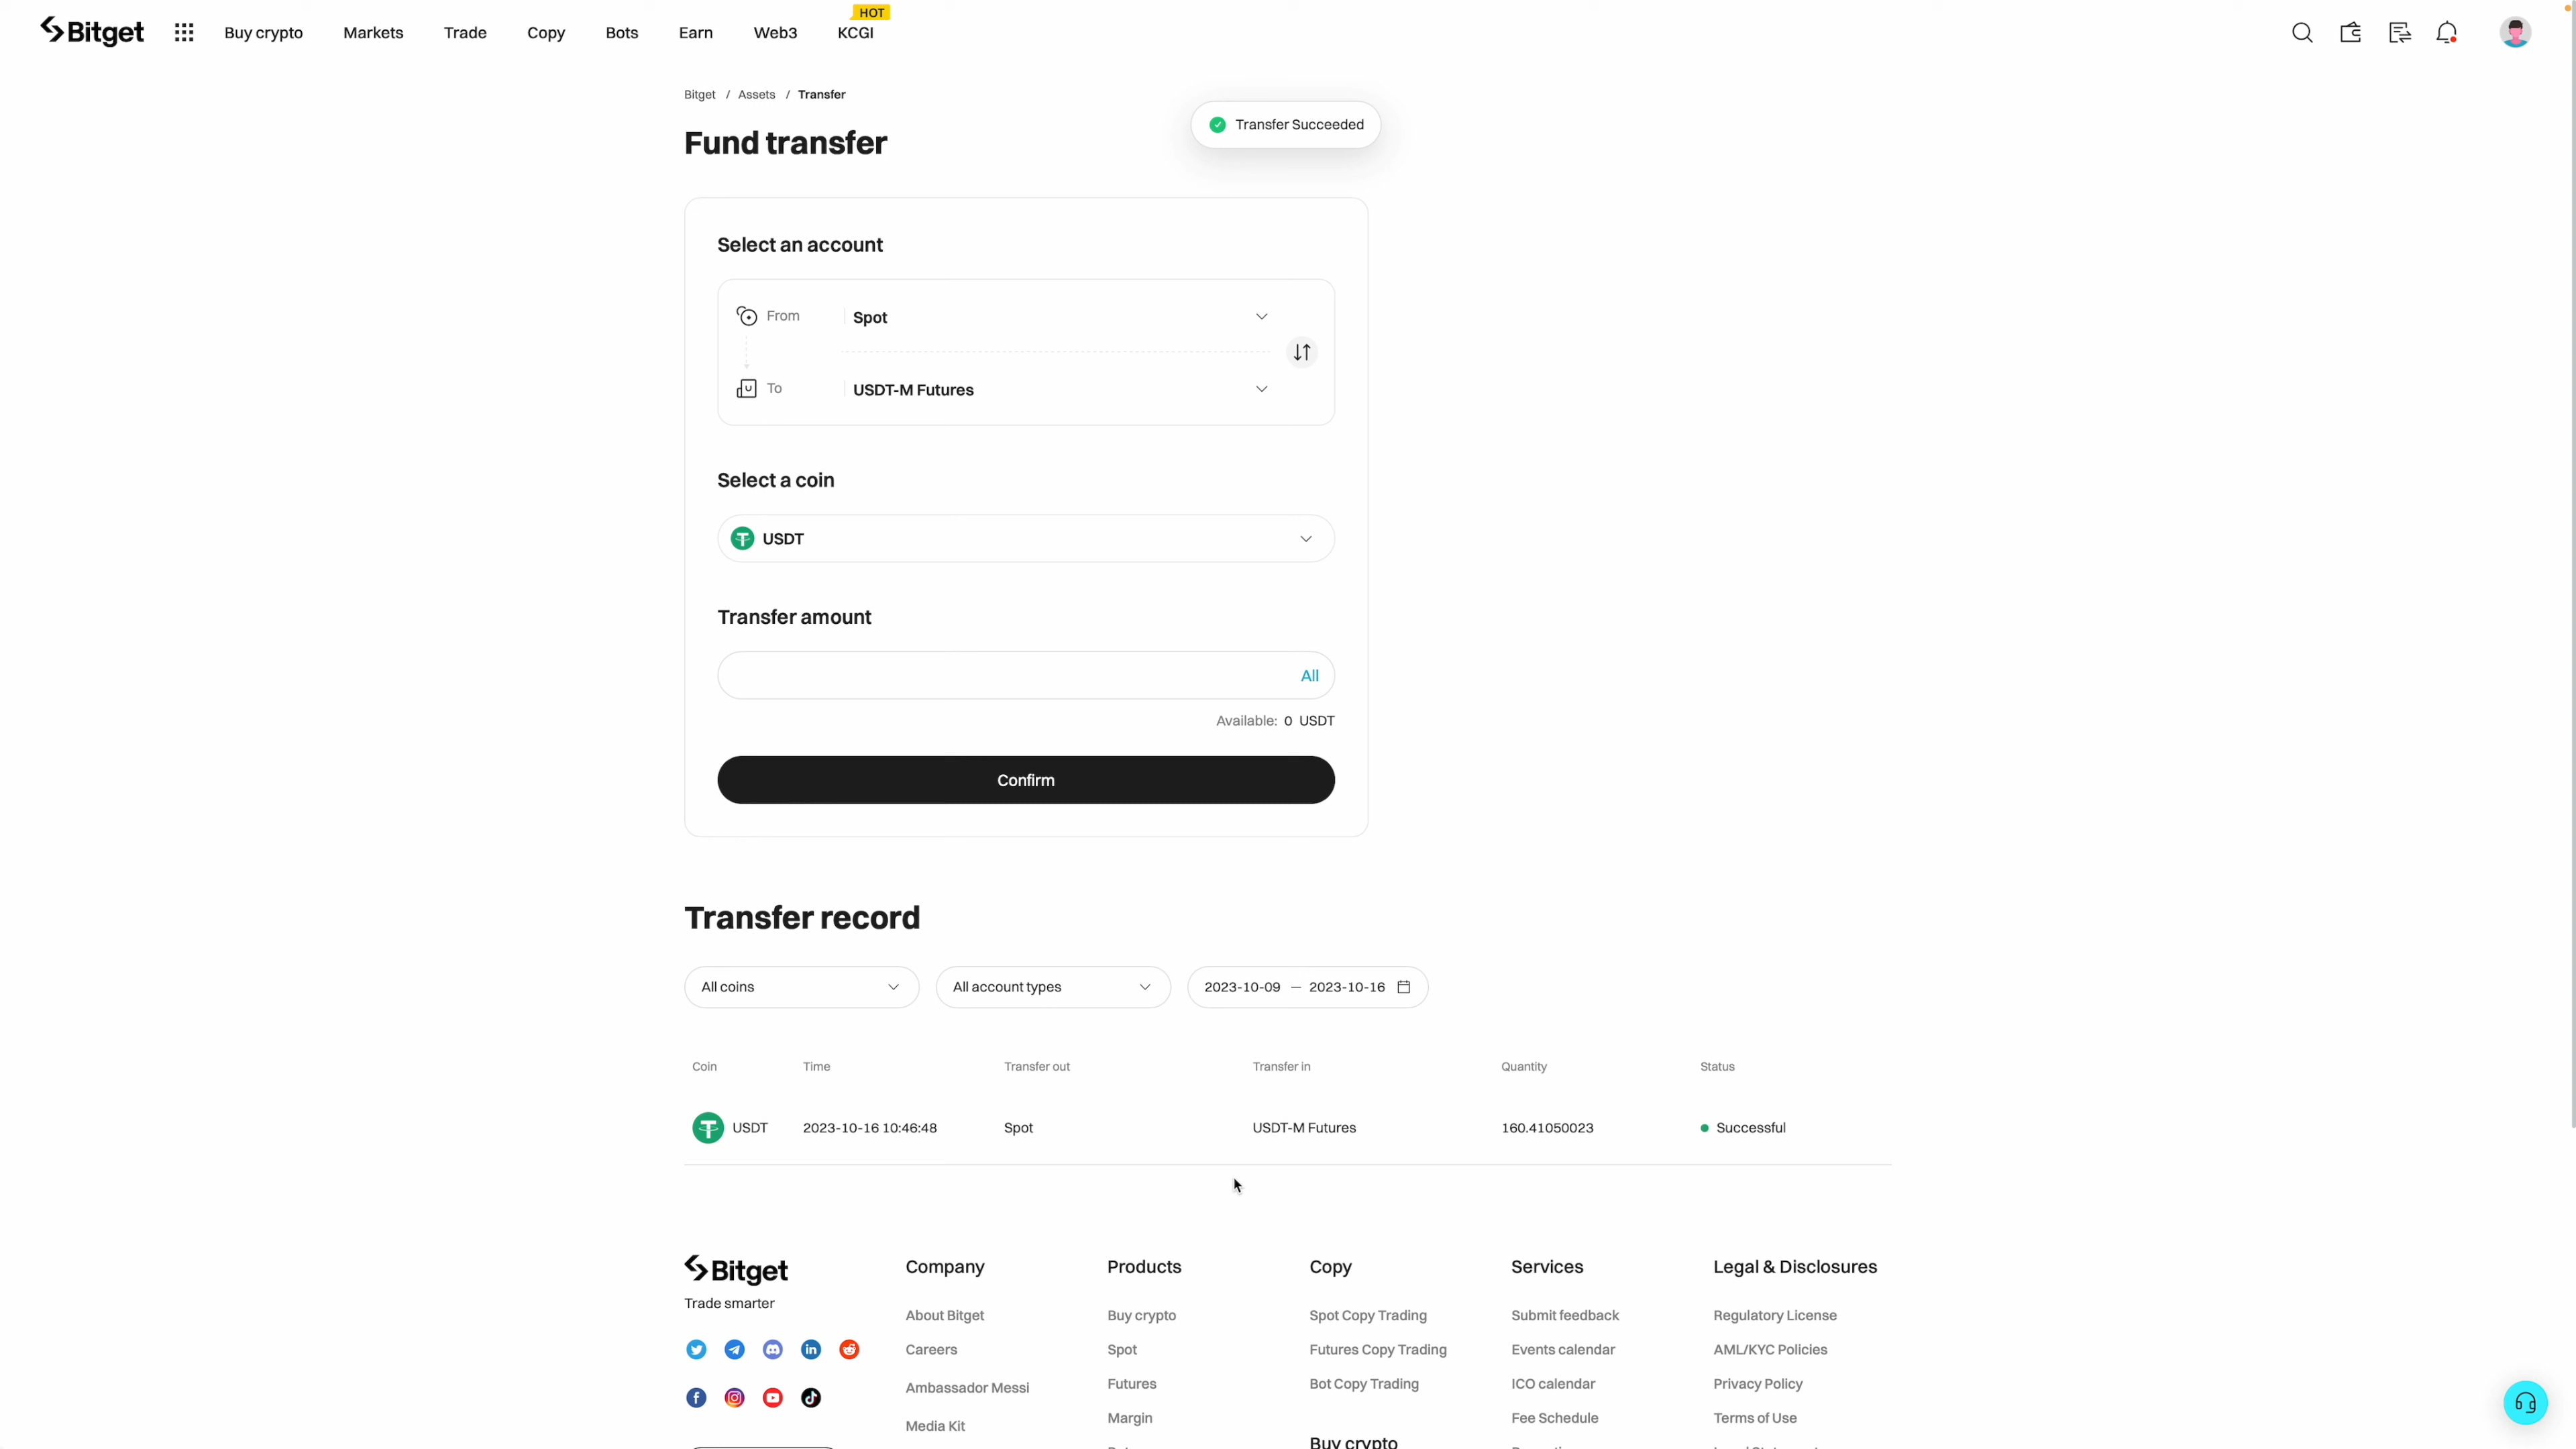 HOT
Bitget Buy crypto Markets Trade Copy Bots Earn Web3 KCGI
Bitget / Assets / Transfer
Transfer Succeeded
Fund transfer
Select an account
From Spot
To USDT-M Futures
Select a coin
USDT
Transfer amount
All
Available: 0 USDT
Confirm
Transfer record
All coins All account types 2023-10-09 – 2023-10-16
Coin Time Transfer out Transfer in Quantity Status
USDT 2023-10-16 10:46:48 Spot USDT-M Futures 160.41050023 Successful
Bitget Company Products Copy Services Legal & Disclosures
Trade smarter
About Bitget Buy crypto Spot Copy Trading Submit feedback Regulatory License
Careers Spot Futures Copy Trading Events calendar AML/KYC Policies
Ambassador Messi Futures Bot Copy Trading ICO calendar Privacy Policy
Media Kit Margin Fee Schedule Terms of Use
Buy crypto